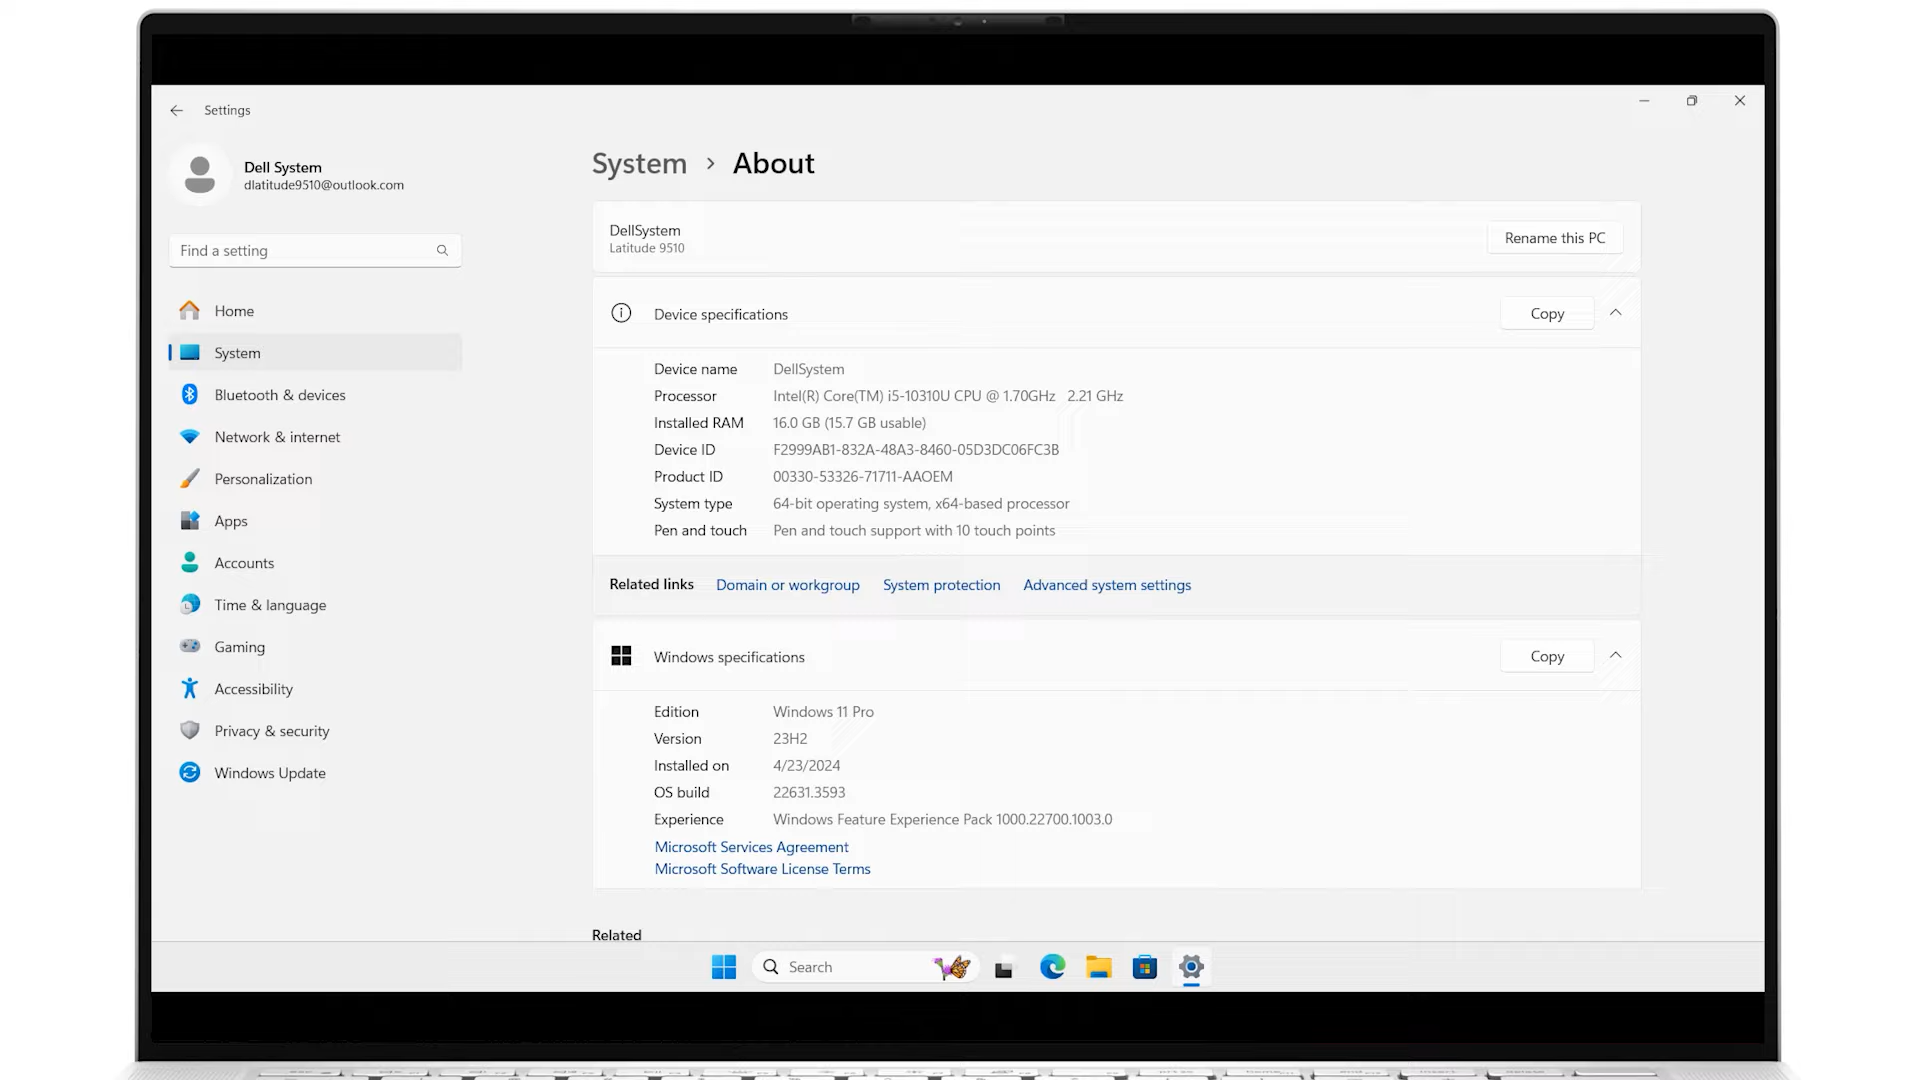 Settings
Dell System
dlatitude9510@outlook.com
Find a setting
Home
System
Bluetooth & devices
Network & internet
Personalization
Apps
Accounts
Time & language
Gaming
Accessibility
Privacy & security
Windows Update
System > About
DellSystem
Latitude 9510
Rename this PC
Device specifications Copy
Device name DellSystem
Processor Intel(R) Core(TM) i5-10310U CPU @ 1.70GHz 2.21 GHz
Installed RAM 16.0 GB (15.7 GB usable)
Device ID F2999AB1-832A-48A3-8460-05D3DC06FC3B
Product ID 00330-53326-71711-AAOEM
System type 64-bit operating system, x64-based processor
Pen and touch Pen and touch support with 10 touch points
Related links Domain or workgroup System protection Advanced system settings
Windows specifications Copy
Edition Windows 11 Pro
Version 23H2
Installed on 4/23/2024
OS build 22631.3593
Experience Windows Feature Experience Pack 1000.22700.1003.0
Microsoft Services Agreement
Microsoft Software License Terms
Related
Search